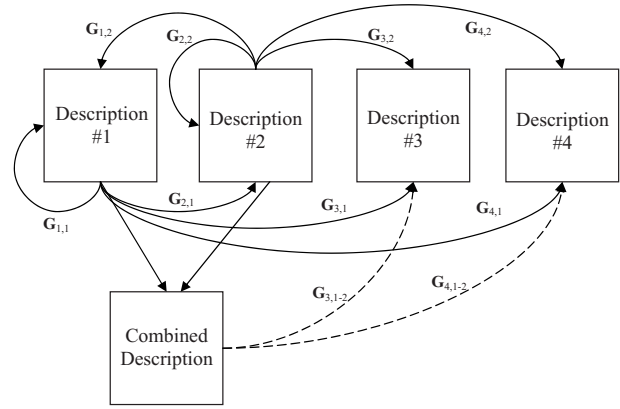 G1,2
G2,2
G3,2
G4,2
Description
#1
Description
#2
Description
#3
Description
#4
G1,1
G2,1
G3,1
G4,1
G3,1-2
G4,1-2
Combined
Description